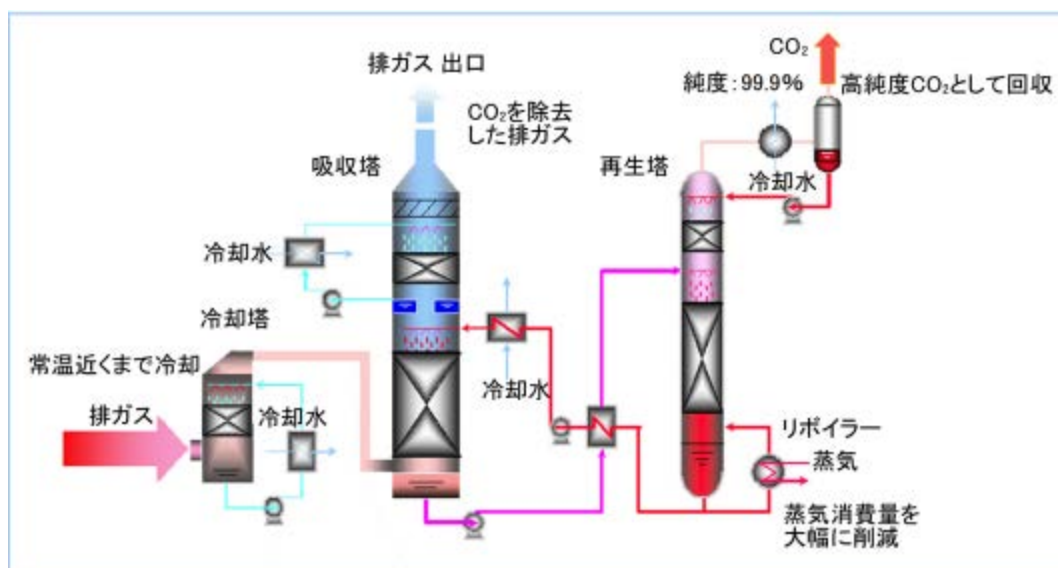 CO₂
排ガス 出口
純度：99.9％
高純度CO₂として回収
CO₂を除去
した排ガス
吸収塔
再生塔
冷却水
冷却水
冷却塔
常温近くまで冷却
冷却水
排ガス
冷却水
リボイラー
蒸気
蒸気消費量を
大幅に削減